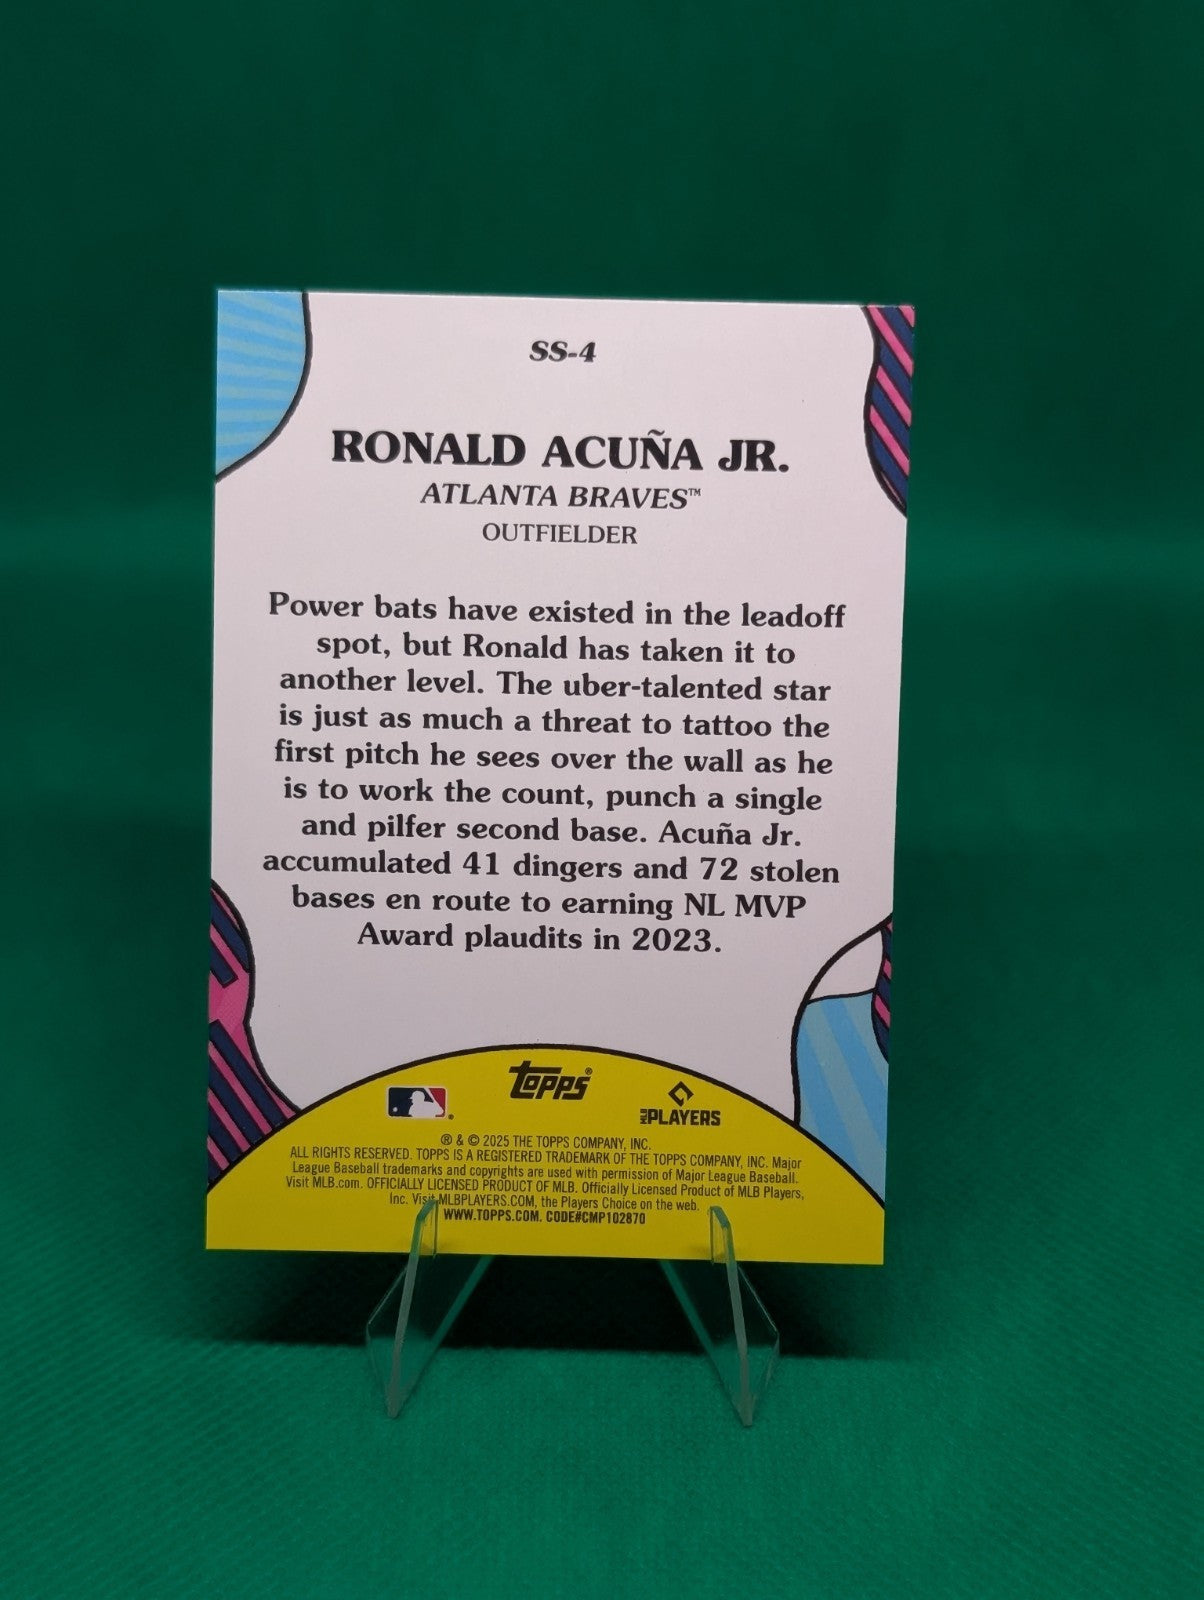 SS-4
RONALD ACUÑA JR.
ATLANTA BRAVES™
OUTFIELDER
Power bats have existed in the leadoff
spot, but Ronald has taken it to
another level. The uber-talented star
is just as much a threat to tattoo the
first pitch he sees over the wall as he
is to work the count, punch a single
and pilfer second base. Acuña Jr.
accumulated 41 dingers and 72 stolen
bases en route to earning NL MVP
Award plaudits in 2023.
Topps®
MLB PLAYERS
® & © 2025 THE TOPPS COMPANY, INC.
ALL RIGHTS RESERVED. TOPPS IS A REGISTERED TRADEMARK OF THE TOPPS COMPANY, INC. Major
League Baseball trademarks and copyrights are used with permission of Major League Baseball.
Visit MLB.com. OFFICIALLY LICENSED PRODUCT OF MLB. Officially Licensed Product of MLB Players,
Inc. Visit MLBPLAYERS.COM, the Players Choice on the web.
WWW.TOPPS.COM. CODE#CMP102870